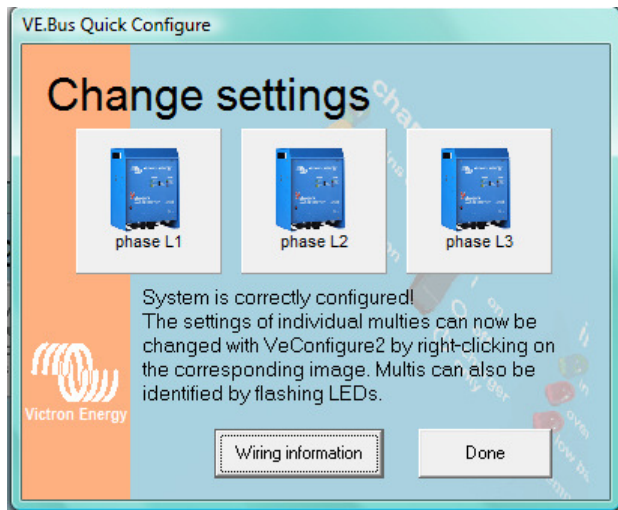 VE.Bus Quick Configure
Change settings
phase L1
phase L2
phase L3
System is correctly configured!
The settings of individual multies can now be
changed with VeConfigure2 by right-clicking on
the corresponding image. Multis can also be
identified by flashing LEDs.
Victron Energy
Wiring information
Done